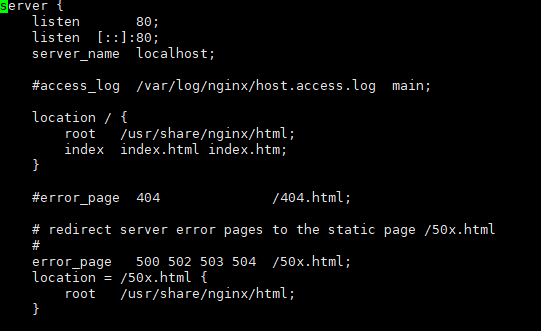 server {
    listen       80;
    listen  [::]:80;
    server_name  localhost;

    #access_log  /var/log/nginx/host.access.log  main;

    location / {
        root   /usr/share/nginx/html;
        index  index.html index.htm;
    }

    #error_page  404              /404.html;

    # redirect server error pages to the static page /50x.html
    #
    error_page   500 502 503 504  /50x.html;
    location = /50x.html {
        root   /usr/share/nginx/html;
    }